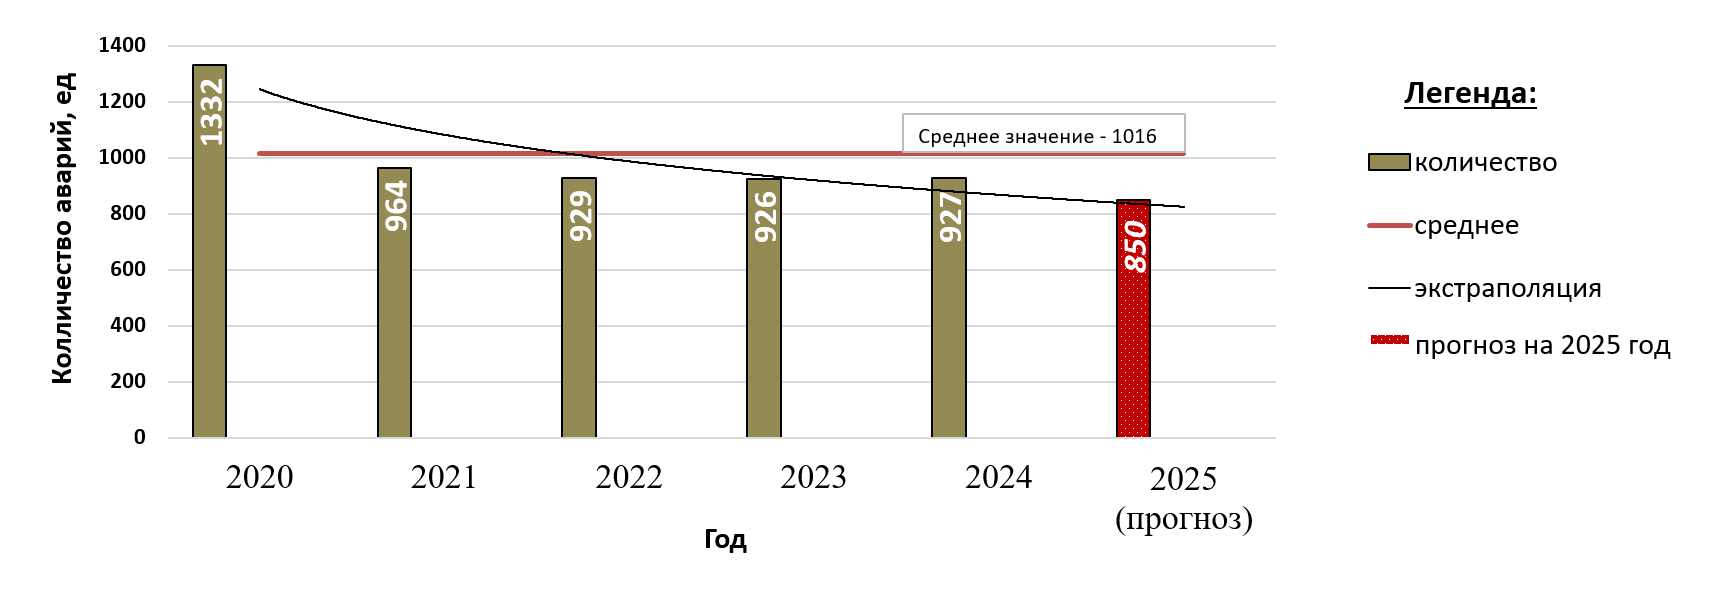 Колличество аварий, ед
1400
1200
1000
800
600
400
200
0
1332
964
929
926
927
850
Среднее значение - 1016
2020
2021
2022
2023
2024
2025
(прогноз)
Год
Легенда:
количество
среднее
экстраполяция
прогноз на 2025 год